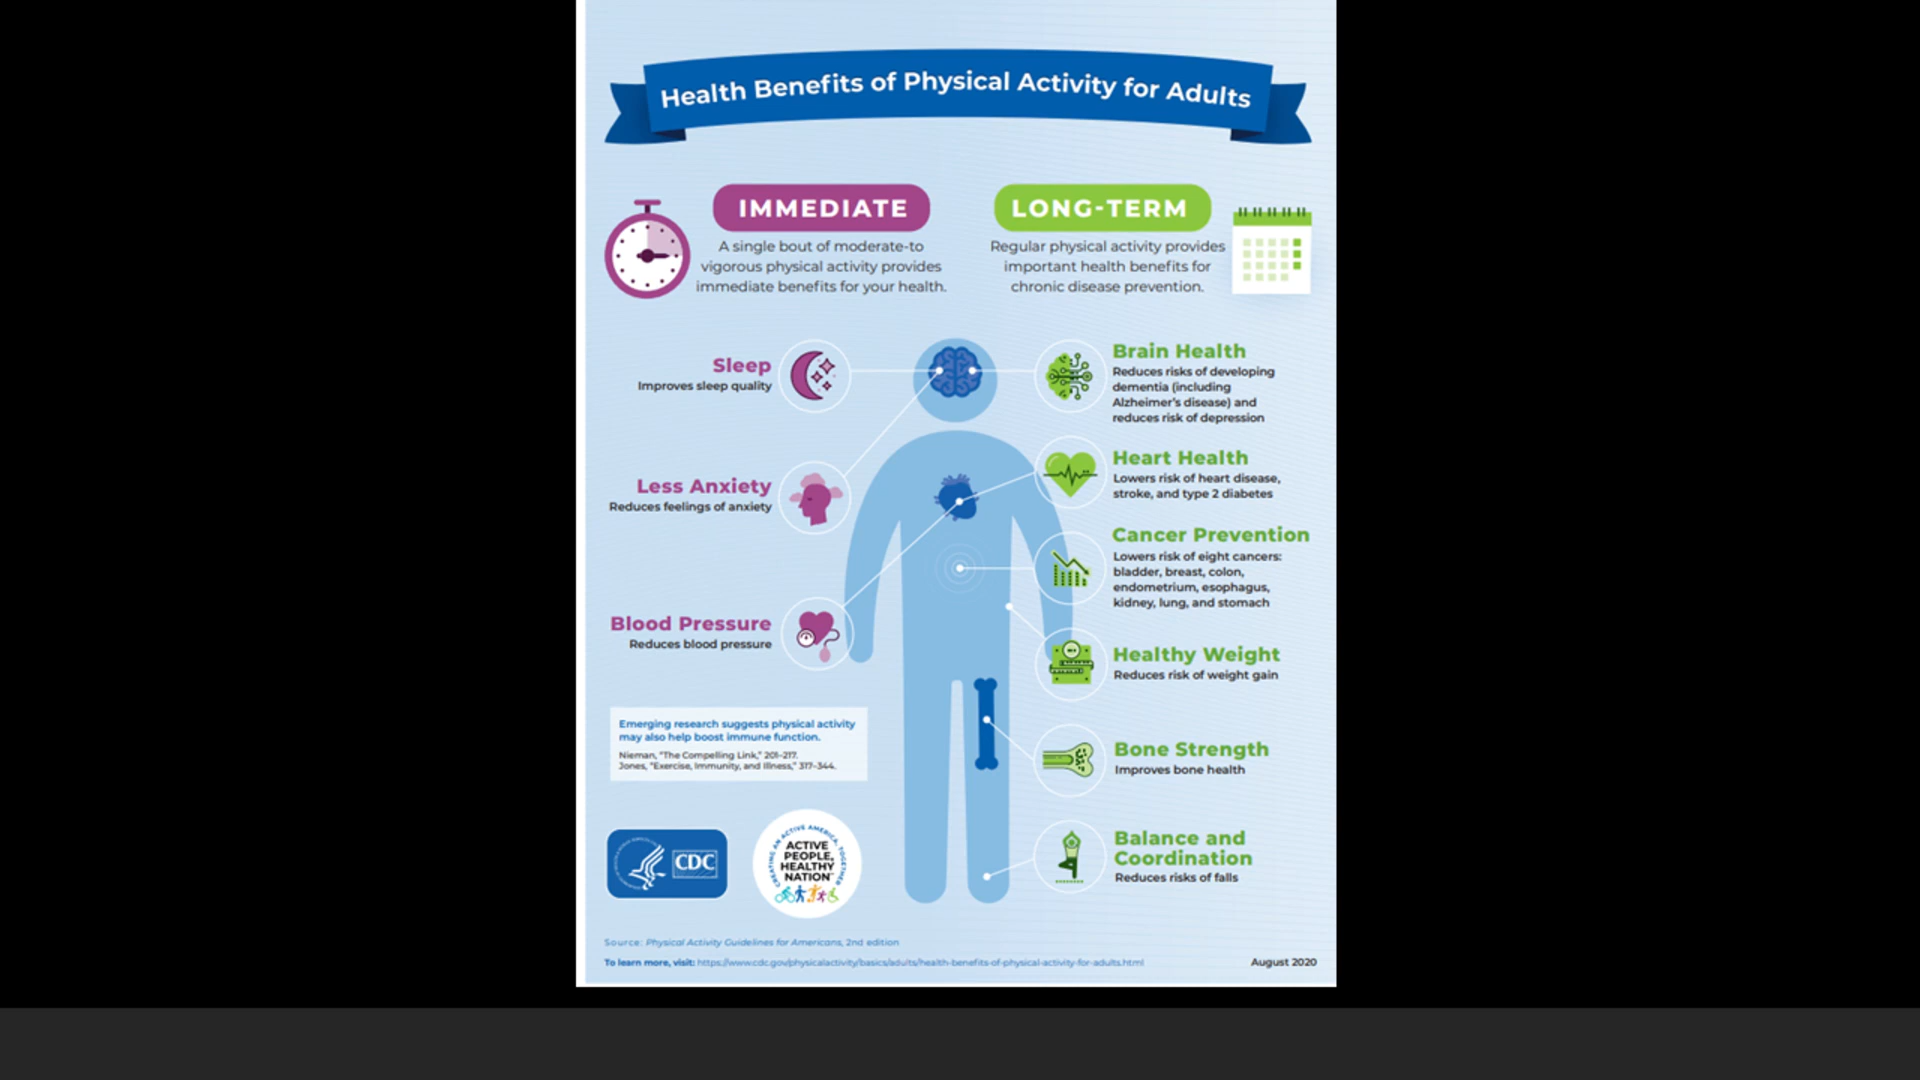 Health Benefits of Physical Activity for Adults
IMMEDIATE
A single bout of moderate-to
vigorous physical activity provides
immediate benefits for your health.
LONG-TERM
Regular physical activity provides
important health benefits for
chronic disease prevention.
Sleep
Improves sleep quality
Less Anxiety
Reduces feelings of anxiety
Blood Pressure
Reduces blood pressure
Brain Health
Reduces risks of developing
dementia (including
Alzheimer's disease) and
reduces risk of depression
Heart Health
Lowers risk of heart disease,
stroke, and type 2 diabetes
Cancer Prevention
Lowers risk of eight cancers:
bladder, breast, colon,
endometrium, esophagus,
kidney, lung, and stomach
Healthy Weight
Reduces risk of weight gain
Bone Strength
Improves bone health
Balance and
Coordination
Reduces risks of falls
Emerging research suggests physical activity
may also help boost immune function.
Nieman, "The Compelling Link," 201-217.
Jones, "Exercise, Immunity, and Illness," 317-344.
CDC
CREATING AN ACTIVE AMERICA, TOGETHER
ACTIVE
PEOPLE,
HEALTHY
NATION
Source: Physical Activity Guidelines for Americans, 2nd edition
To learn more, visit: https://www.cdc.gov/physicalactivity/basics/adults/health-benefits-of-physical-activity-for-adults.html
August 2020